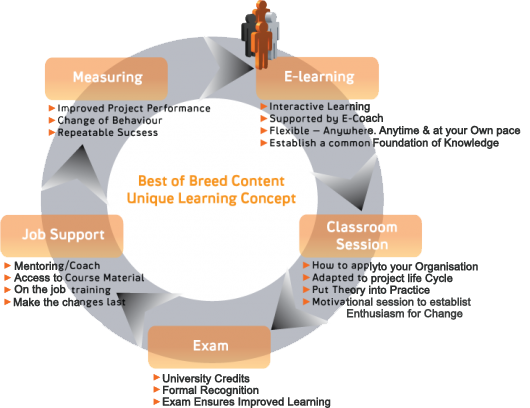 Measuring
Improved Project Performance
Change of Behaviour
Repeatable Sucsess
E-learning
Interactive Learning
Supported by E-Coach
Flexible – Anywhere. Anytime & at your Own pace
Establish a common Foundation of Knowledge
Best of Breed Content
Unique Learning Concept
Classroom
Session
How to applyto your Organisation
Adapted to project life Cycle
Put Theory into Practice
Motivational session to establist
Enthusiasm for Change
Job Support
Mentoring/Coach
Access to Course Material
On the job training
Make the changes last
Exam
University Credits
Formal Recognition
Exam Ensures Improved Learning